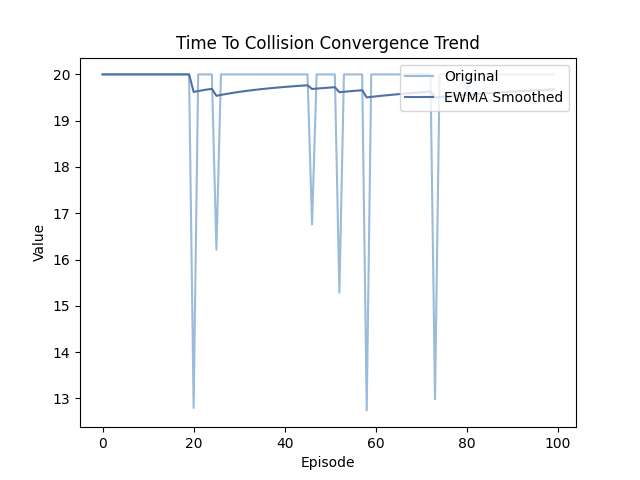 Time To Collision Convergence Trend
Original
EWMA Smoothed
20
19
18
17
16
15
14
13
Value
0 20 40 60 80 100
Episode